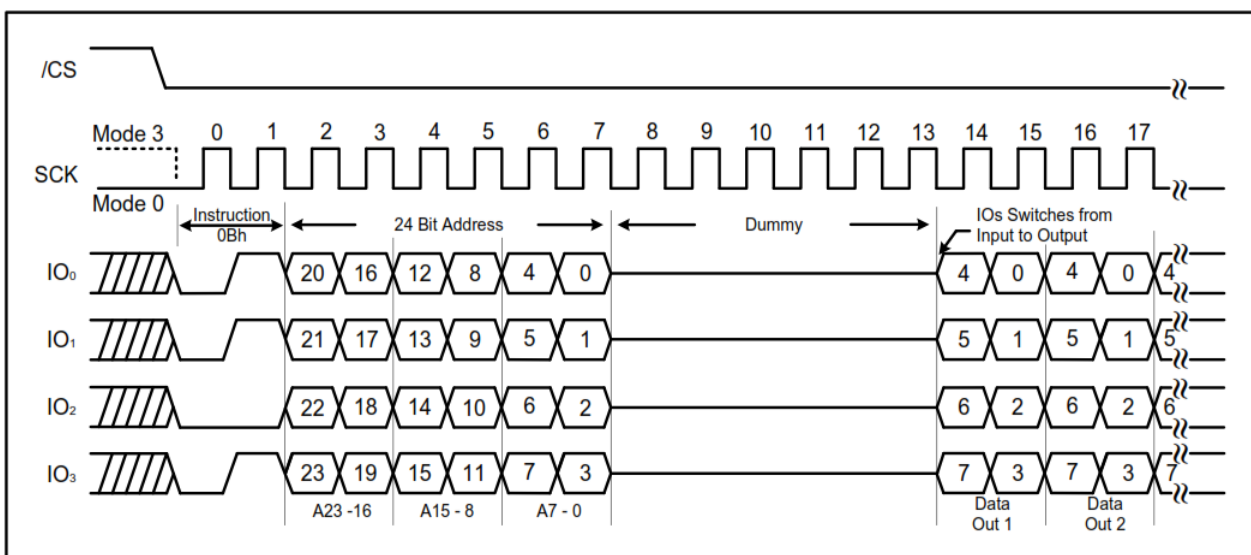 /CS
Mode 3 0 1 2 3 4 5 6 7 8 9 10 11 12 13 14 15 16 17
SCK
Mode 0
Instruction
0Bh
24 Bit Address
Dummy
IOs Switches from
Input to Output
IO₀ 20 16 12 8 4 0 4 0 4 0 4
IO₁ 21 17 13 9 5 1 5 1 5 1 5
IO₂ 22 18 14 10 6 2 6 2 6 2 6
IO₃ 23 19 15 11 7 3 7 3 7 3 7
A23 -16 A15 - 8 A7 - 0
Data
Out 1
Data
Out 2